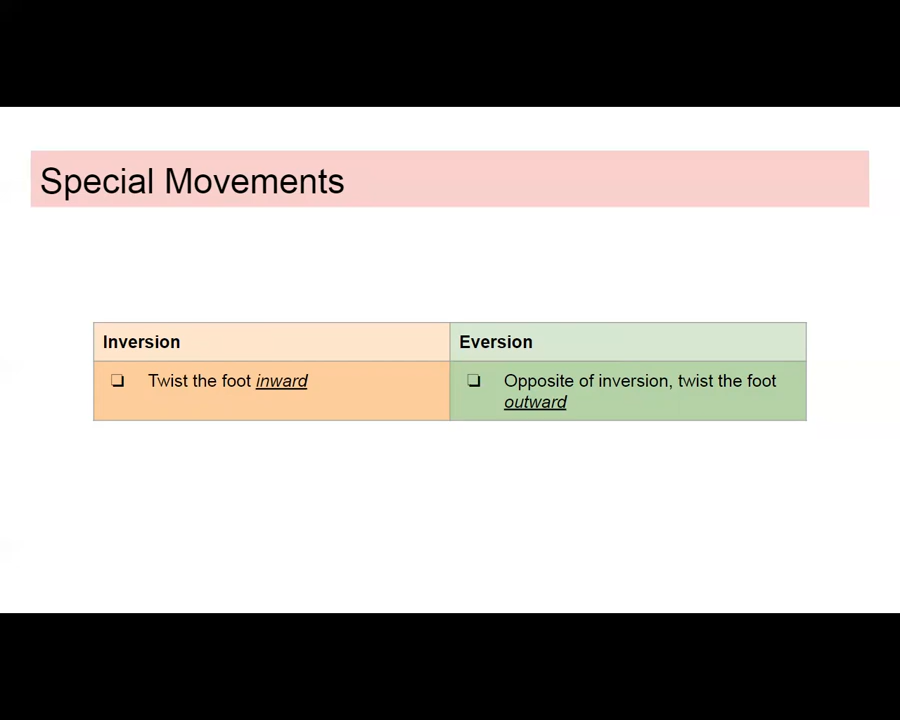 Special Movements
Inversion
Eversion
❏ Twist the foot inward
❏ Opposite of inversion, twist the foot
outward